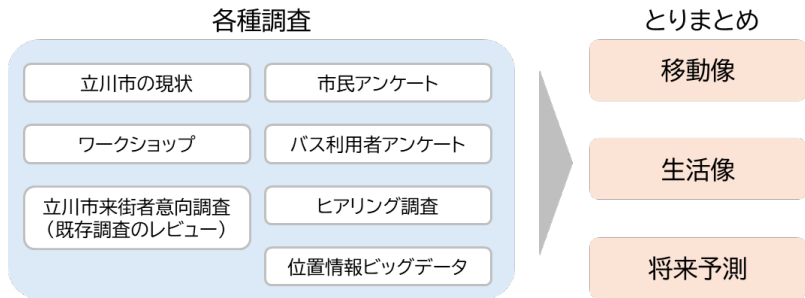 各種調査
立川市の現状
市民アンケート
ワークショップ
バス利用者アンケート
立川市来街者意向調査
（既存調査のレビュー）
ヒアリング調査
位置情報ビッグデータ
とりまとめ
移動像
生活像
将来予測